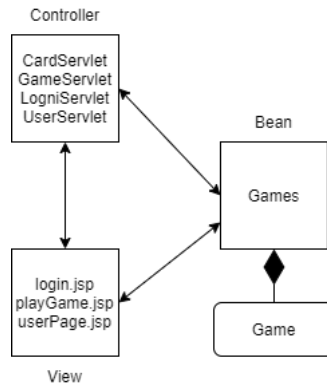 Controller
CardServlet
GameServlet
LogniServlet
UserServlet
Bean
Games
login.jsp
playGame.jsp
userPage.jsp
Game
View